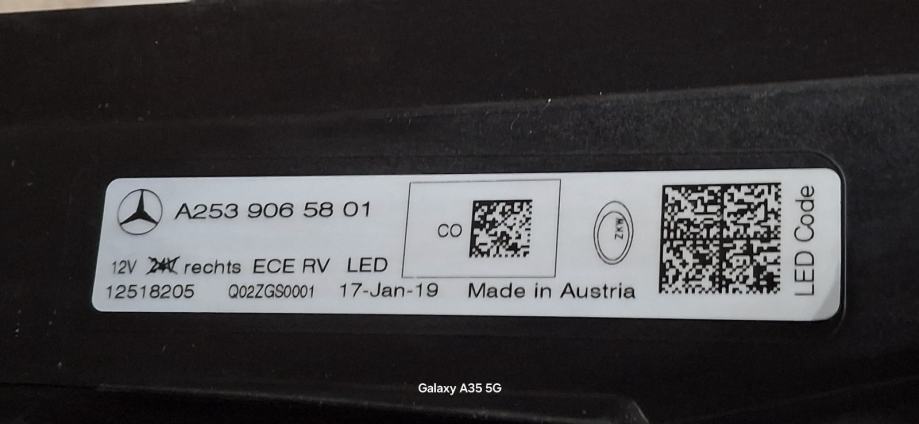 A253 906 58 01
CO
ZKW
12V 24V rechts ECE RV LED
12518205 Q02ZGS0001 17-Jan-19 Made in Austria
LED Code
Galaxy A35 5G